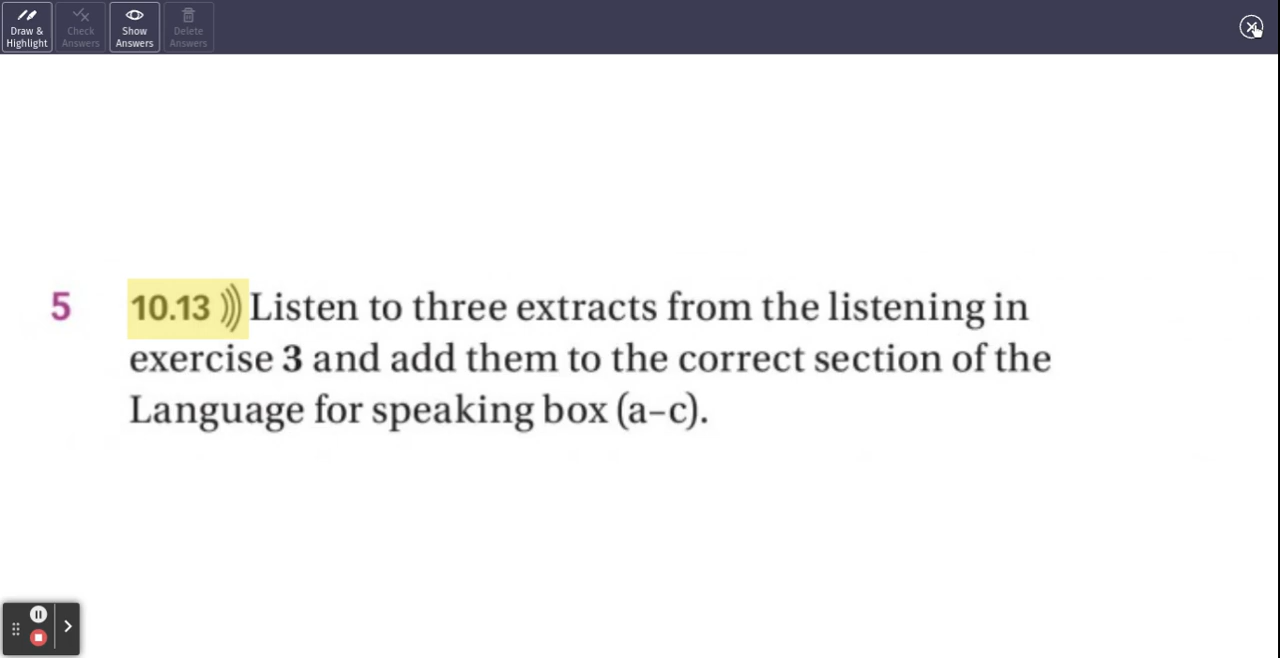 Draw &
Highlight
Check
Answers
Show
Answers
Delete
Answers
5 10.13 Listen to three extracts from the listening in
exercise 3 and add them to the correct section of the
Language for speaking box (a–c).